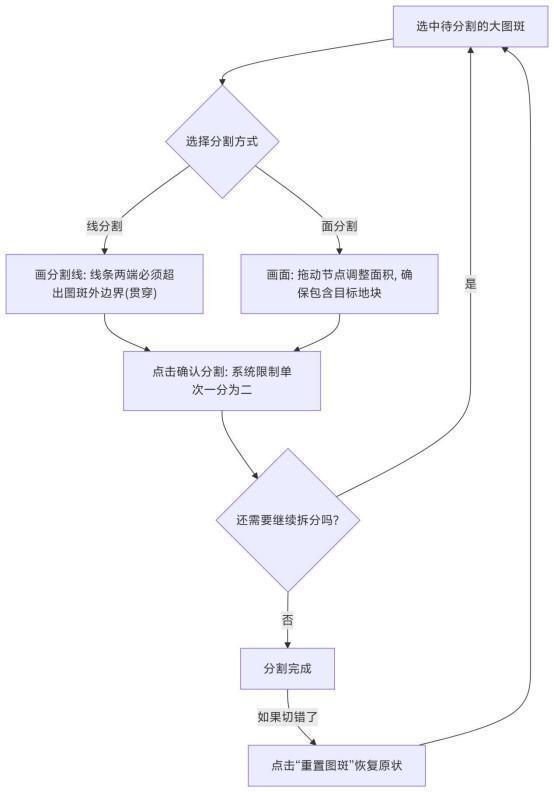 选中待分割的大图斑
选择分割方式
线分割
面分割
画分割线: 线条两端必须超
出图斑外边界(贯穿)
画面: 拖动节点调整面积, 确
保包含目标地块
是
点击确认分割: 系统限制单
次一分为二
还需要继续拆分吗?
否
分割完成
如果切错了
点击“重置图斑”恢复原状